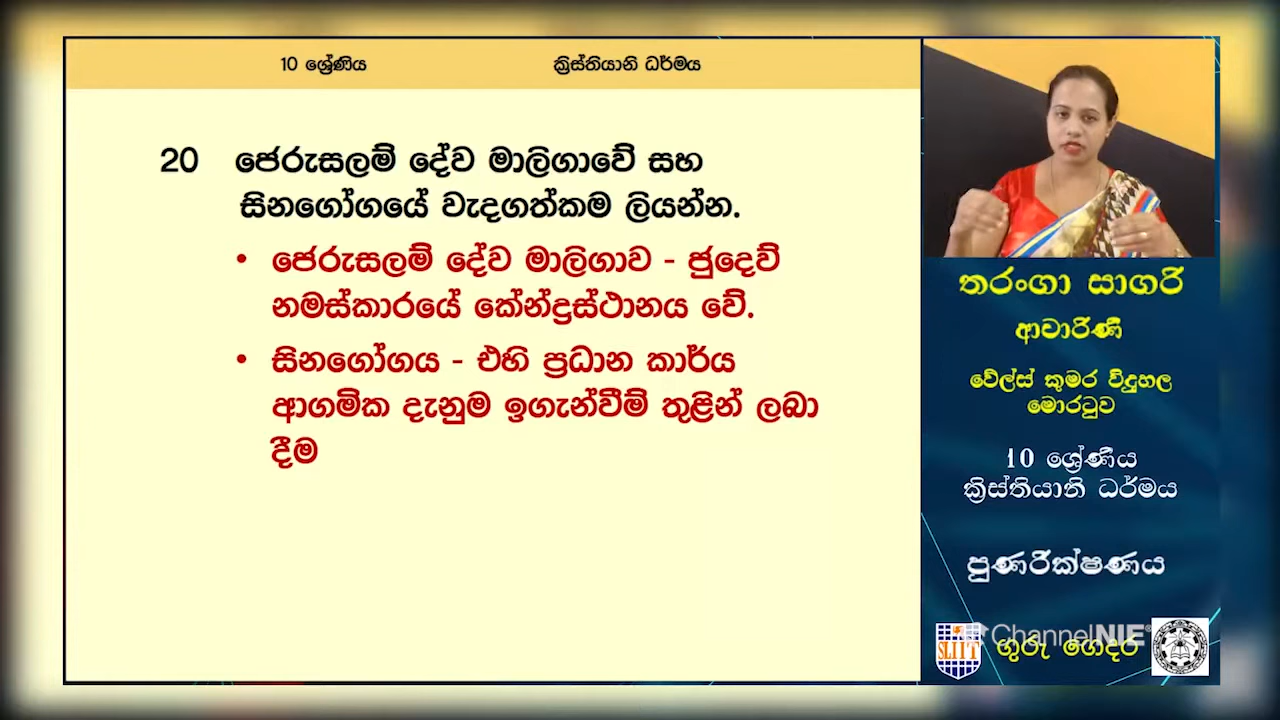 10 ශ්‍රේණිය
ක්‍රිස්තියානි ධර්මය
20 ජෙරුසලම් දේව මාලිගාවේ සහ
සිනගෝගයේ වැදගත්කම ලියන්න.
• ජෙරුසලම් දේව මාලිගාව - ජුදෙව්
නමස්කාරයේ කේන්ද්‍රස්ථානය වේ.
• සිනගෝගය - එහි ප්‍රධාන කාර්ය
ආගමික දැනුම ඉගැන්වීම් තුළින් ලබා
දීම
තරංගා සාගරි
ආචාරිණී
වේල්ස් කුමර විදුහල
මොරටුව
10 ශ්‍රේණිය
ක්‍රිස්තියානි ධර්මය
පුණරීක්ෂණය
ChannelNIE
SLIIT
ගුරු ගෙදර